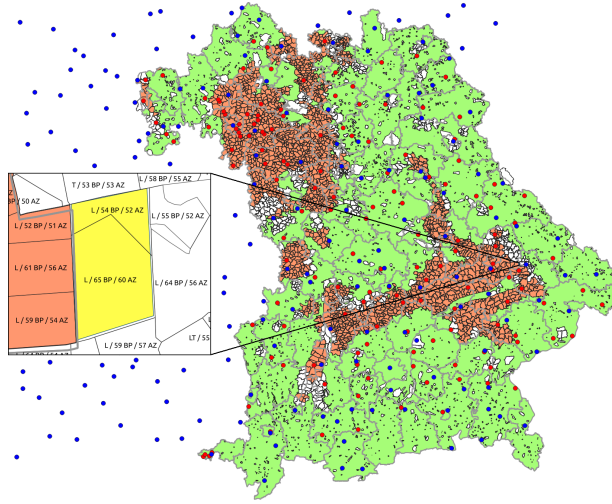 L / 58 BP / 55 AZ
T / 53 BP / 53 AZ
BP / 50 AZ
L / 54 BP / 52 AZ
L / 55 BP / 52 AZ
L / 52 BP / 51 AZ
L / 61 BP / 56 AZ
L / 65 BP / 60 AZ
L / 64 BP / 56 AZ
L / 59 BP / 54 AZ
LT / 55
L / 59 BP / 57 AZ